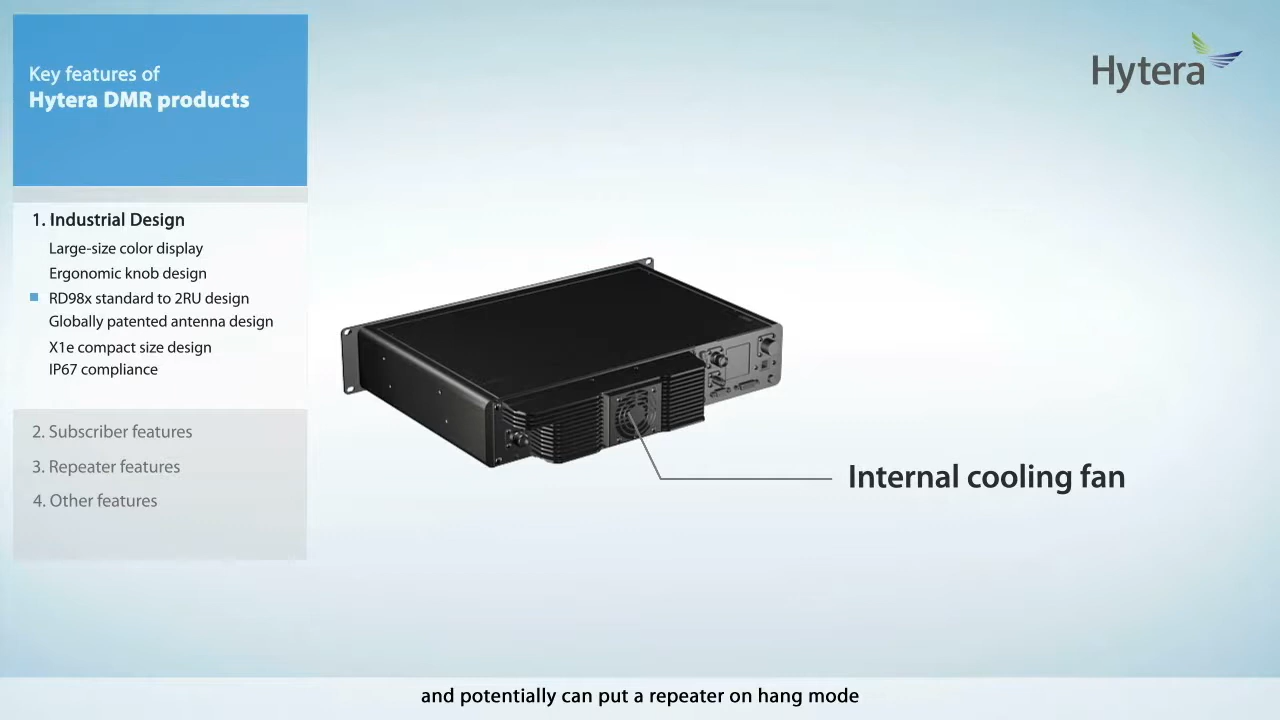 Key features of
Hytera DMR products
Hytera
1. Industrial Design
Large-size color display
Ergonomic knob design
RD98x standard to 2RU design
Globally patented antenna design
X1e compact size design
IP67 compliance
2. Subscriber features
3. Repeater features
4. Other features
Internal cooling fan
and potentially can put a repeater on hang mode